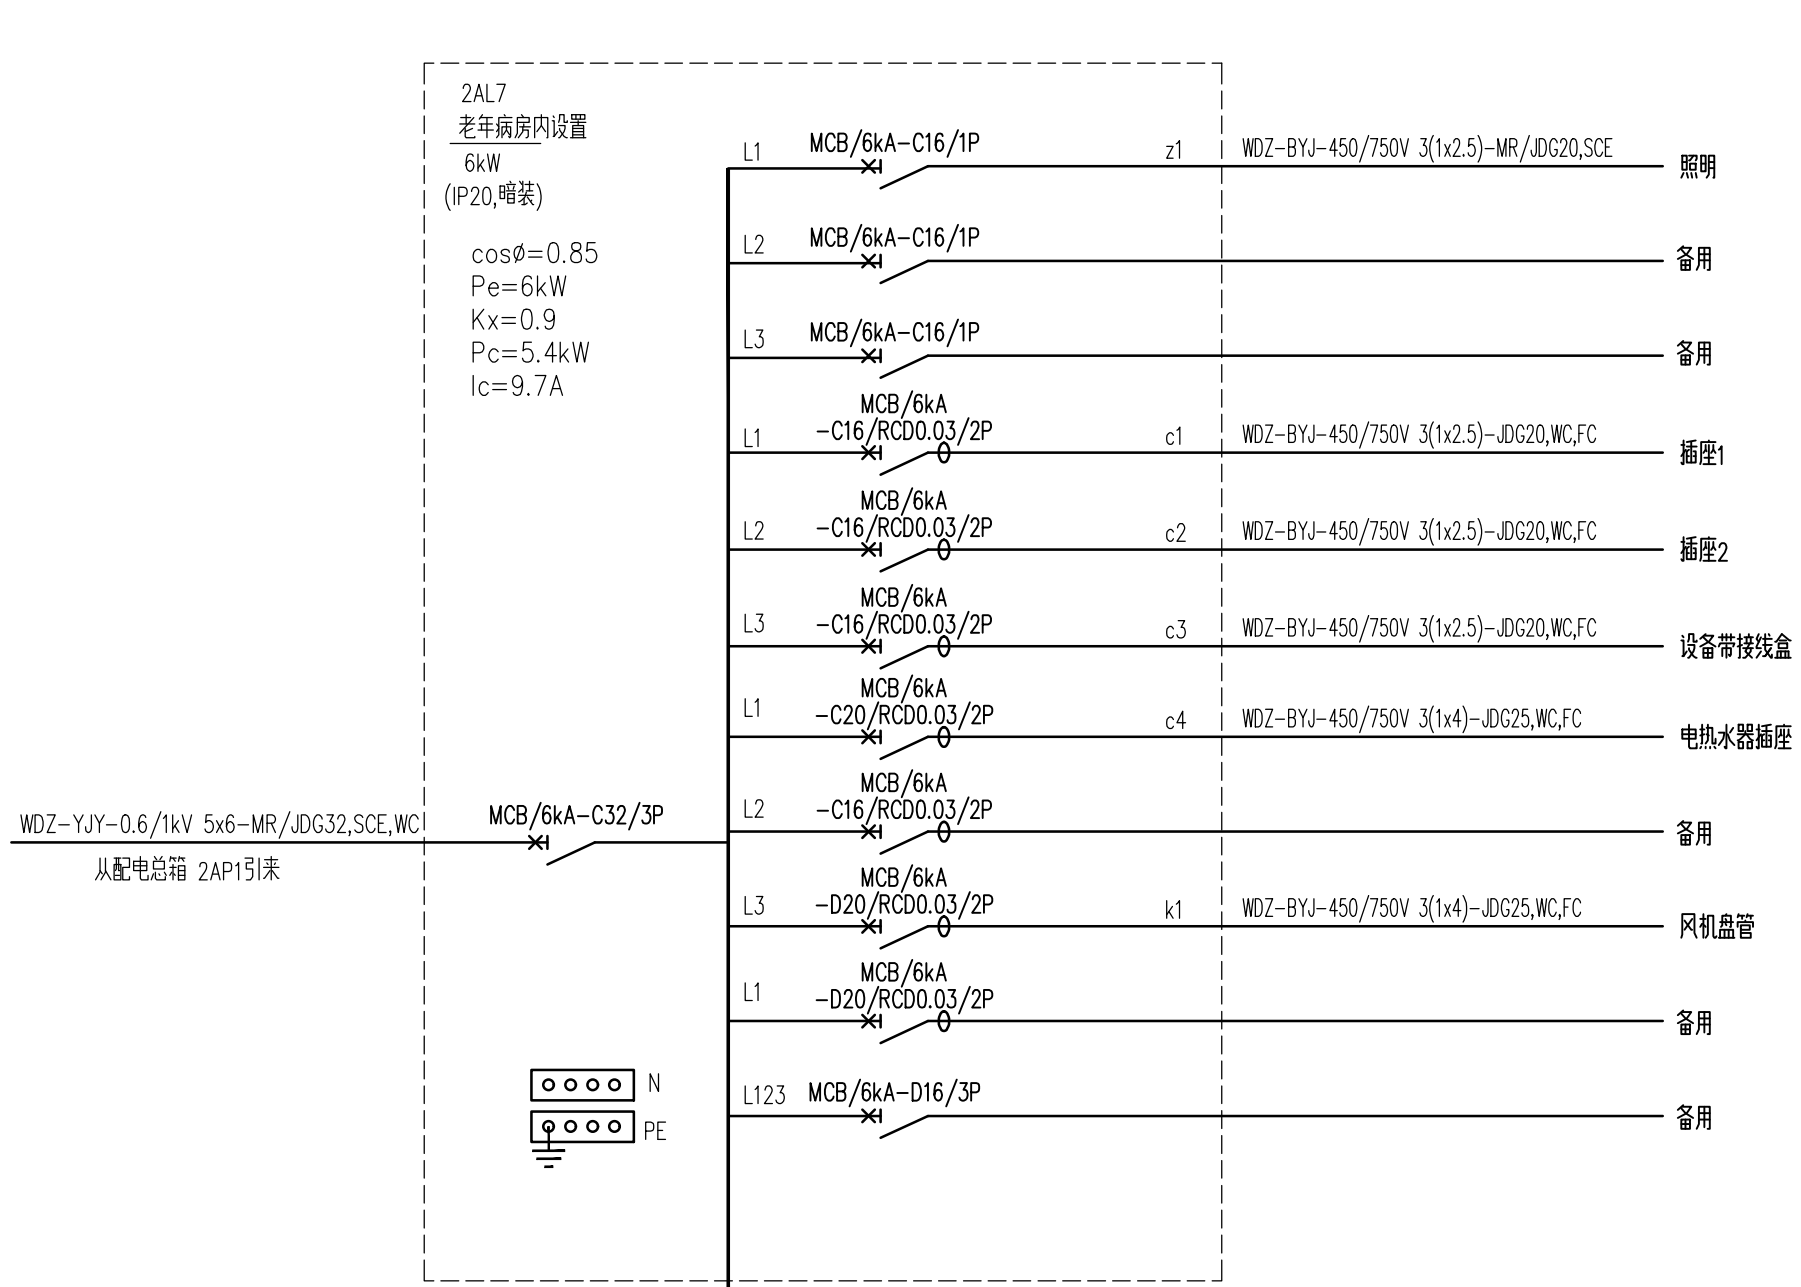 2AL7
老年病房内设置
6kW
(IP20,暗装)
cosø=0.85
Pe=6kW
Kx=0.9
Pc=5.4kW
Ic=9.7A
L1 MCB/6kA-C16/1P z1 WDZ-BYJ-450/750V 3(1x2.5)-MR/JDG20,SCE 照明
L2 MCB/6kA-C16/1P 备用
L3 MCB/6kA-C16/1P 备用
MCB/6kA
L1 -C16/RCD0.03/2P c1 WDZ-BYJ-450/750V 3(1x2.5)-JDG20,WC,FC 插座1
MCB/6kA
L2 -C16/RCD0.03/2P c2 WDZ-BYJ-450/750V 3(1x2.5)-JDG20,WC,FC 插座2
MCB/6kA
L3 -C16/RCD0.03/2P c3 WDZ-BYJ-450/750V 3(1x2.5)-JDG20,WC,FC 设备带接线盒
MCB/6kA
L1 -C20/RCD0.03/2P c4 WDZ-BYJ-450/750V 3(1x4)-JDG25,WC,FC 电热水器插座
MCB/6kA
L2 -C16/RCD0.03/2P 备用
WDZ-YJY-0.6/1kV 5x6-MR/JDG32,SCE,WC MCB/6kA-C32/3P
从配电总箱 2AP1引来
MCB/6kA
L3 -D20/RCD0.03/2P k1 WDZ-BYJ-450/750V 3(1x4)-JDG25,WC,FC 风机盘管
MCB/6kA
L1 -D20/RCD0.03/2P 备用
L123 MCB/6kA-D16/3P 备用
N
PE